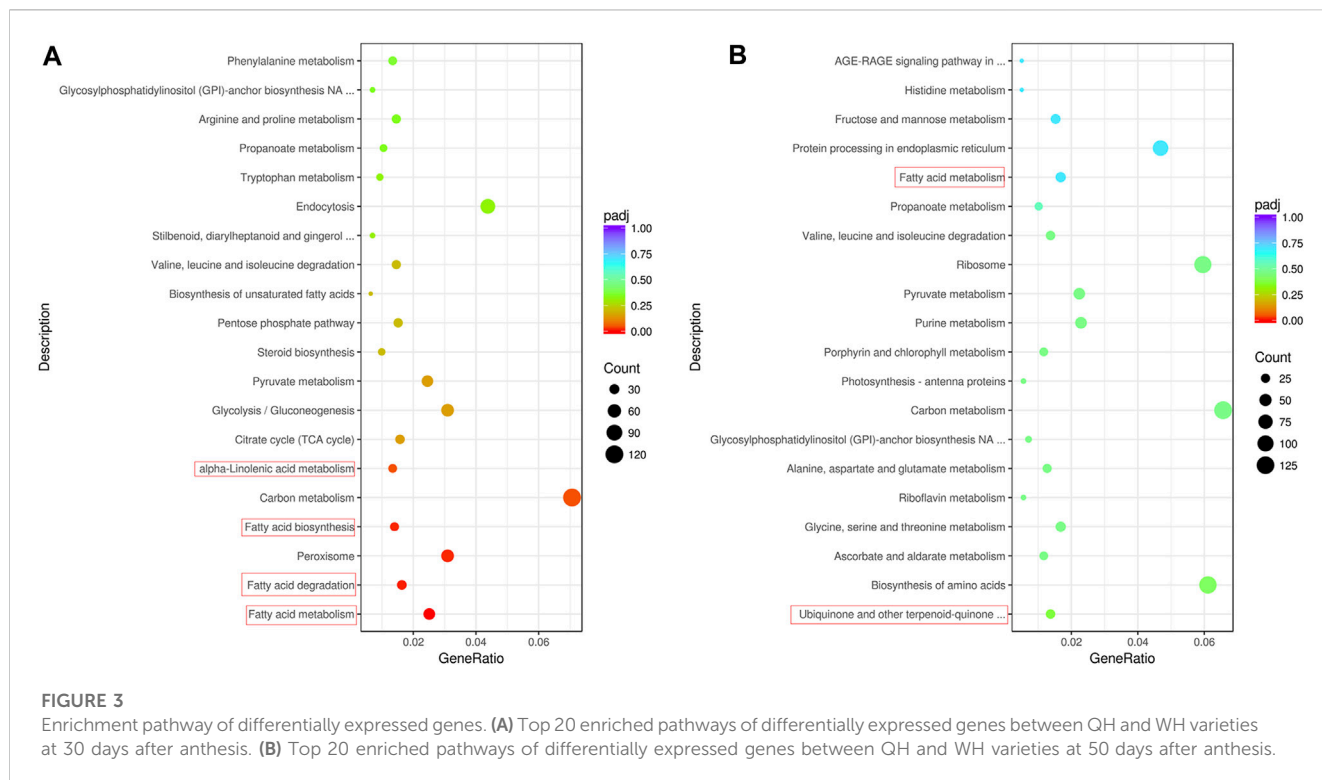 A
Phenylalanine metabolism
Glycosylphosphatidylinositol (GPI)-anchor biosynthesis NA ...
Arginine and proline metabolism
Propanoate metabolism
Tryptophan metabolism
Endocytosis
Stilbenoid, diarylheptanoid and gingerol ...
Valine, leucine and isoleucine degradation
Biosynthesis of unsaturated fatty acids
Pentose phosphate pathway
Steroid biosynthesis
Pyruvate metabolism
Glycolysis / Gluconeogenesis
Citrate cycle (TCA cycle)
alpha-Linolenic acid metabolism
Carbon metabolism
Fatty acid biosynthesis
Peroxisome
Fatty acid degradation
Fatty acid metabolism
Description
0.02 0.04 0.06
GeneRatio
padj
1.00
0.75
0.50
0.25
0.00
Count
30
60
90
120
B
AGE-RAGE signaling pathway in ...
Histidine metabolism
Fructose and mannose metabolism
Protein processing in endoplasmic reticulum
Fatty acid metabolism
Propanoate metabolism
Valine, leucine and isoleucine degradation
Ribosome
Pyruvate metabolism
Purine metabolism
Porphyrin and chlorophyll metabolism
Photosynthesis - antenna proteins
Carbon metabolism
Glycosylphosphatidylinositol (GPI)-anchor biosynthesis NA ...
Alanine, aspartate and glutamate metabolism
Riboflavin metabolism
Glycine, serine and threonine metabolism
Ascorbate and aldarate metabolism
Biosynthesis of amino acids
Ubiquinone and other terpenoid-quinone ...
Description
0.02 0.04 0.06
GeneRatio
padj
1.00
0.75
0.50
0.25
0.00
Count
25
50
75
100
125
FIGURE 3
Enrichment pathway of differentially expressed genes. (A) Top 20 enriched pathways of differentially expressed genes between QH and WH varieties
at 30 days after anthesis. (B) Top 20 enriched pathways of differentially expressed genes between QH and WH varieties at 50 days after anthesis.